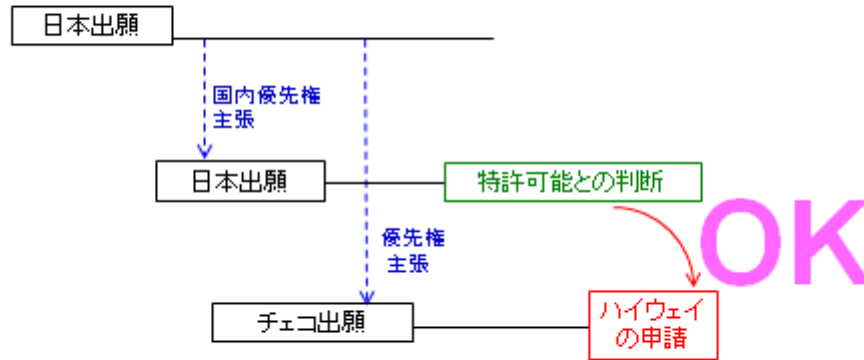 日本出願
国内優先権
主張
日本出願
特許可能との判断
OK
優先権
主張
チェコ出願
ハイウェイ
の申請